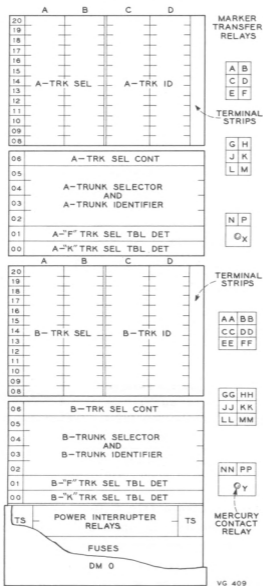 A B C D
MARKER TRANSFER RELAYS
20
19
18
17
16
15
14
13
12
11
10
09
08
A-TRK SEL
A-TRK ID
A B
C D
E F
TERMINAL STRIPS
G H
J K
L M
06 A-TRK SEL CONT
05
04
03
02
A-TRUNK SELECTOR
AND
A-TRUNK IDENTIFIER
01 A-"F" TRK SEL TBL DET
00 A-"K" TRK SEL TBL DET
N P
X
A B C D
TERMINAL STRIPS
20
19
18
17
16
15
14
13
12
11
10
09
08
B-TRK SEL
B-TRK ID
AA BB
CC DD
EE FF
GG HH
JJ KK
LL MM
06 B-TRK SEL CONT
05
04
03
02
B-TRUNK SELECTOR
AND
B-TRUNK IDENTIFIER
01 B-"F" TRK SEL TBL DET
00 B-"K" TRK SEL TBL DET
NN PP
Y
MERCURY CONTACT RELAY
TS POWER INTERRUPTER RELAYS TS
FUSES
DM 0
VG 409